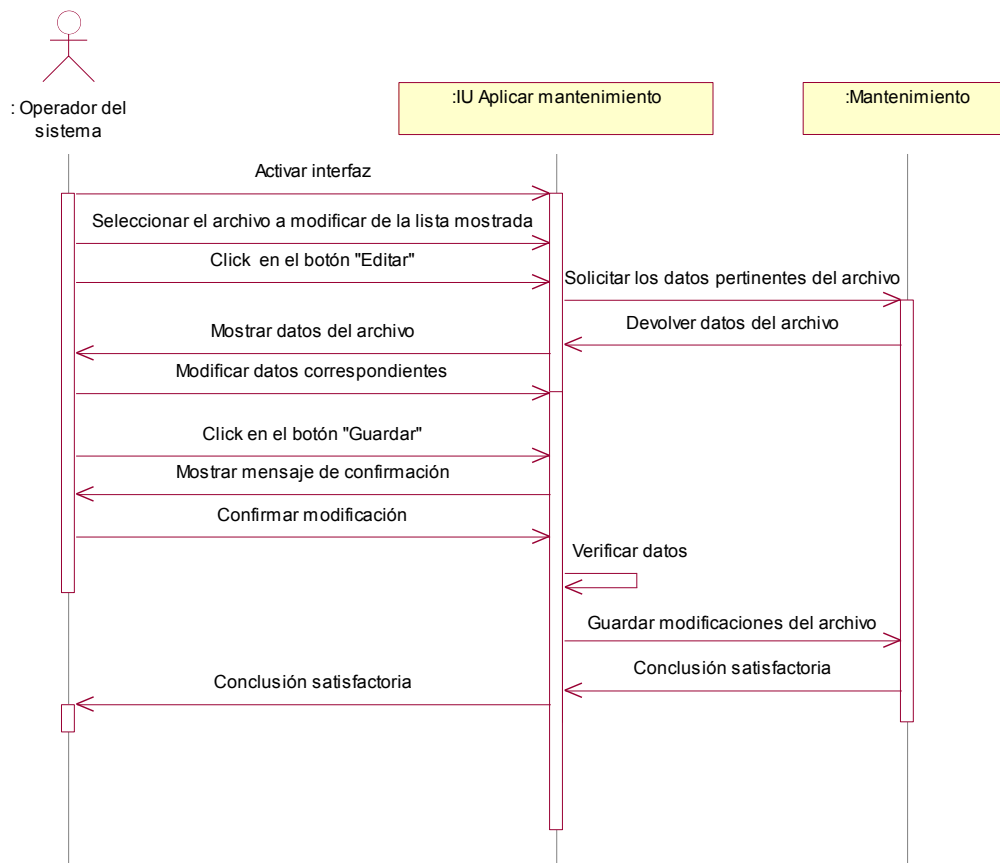 : Operador del
sistema
:IU Aplicar mantenimiento
:Mantenimiento
Activar interfaz
Seleccionar el archivo a modificar de la lista mostrada
Click en el botón "Editar"
Solicitar los datos pertinentes del archivo
Devolver datos del archivo
Mostrar datos del archivo
Modificar datos correspondientes
Click en el botón "Guardar"
Mostrar mensaje de confirmación
Confirmar modificación
Verificar datos
Guardar modificaciones del archivo
Conclusión satisfactoria
Conclusión satisfactoria